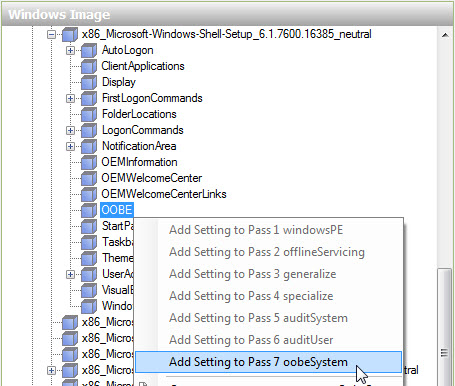 Windows Image
x86_Microsoft-Windows-Shell-Setup_6.1.7600.16385_neutral
AutoLogon
ClientApplications
Display
FirstLogonCommands
FolderLocations
LogonCommands
NotificationArea
OEMInformation
OEMWelcomeCenter
OEMWelcomeCenterLinks
OOBE
StartPa
Taskba
Theme
UserAc
VisualE
Windo
x86_Micros
x86_Micros
x86_Micros
x86_Micros
Add Setting to Pass 1 windowsPE
Add Setting to Pass 2 offlineServicing
Add Setting to Pass 3 generalize
Add Setting to Pass 4 specialize
Add Setting to Pass 5 auditSystem
Add Setting to Pass 6 auditUser
Add Setting to Pass 7 oobeSystem